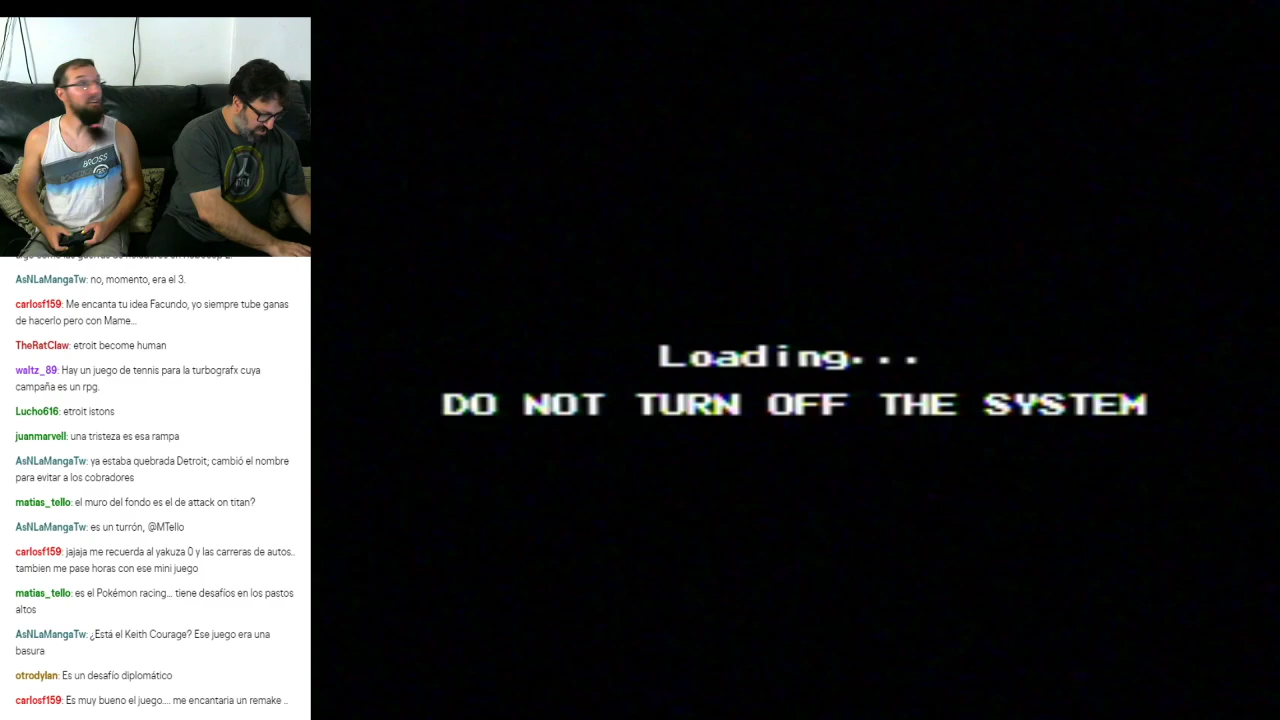 BROSS
AsNLaMangaTw: no, momento, era el 3.
carlosf159: Me encanta tu idea Facundo, yo siempre tube ganas
de hacerlo pero con Mame...
TheRatClaw: etroit become human
waltz_89: Hay un juego de tennis para la turbografx cuya
campaña es un rpg.
Lucho616: etroit istons
juanmarvell: una tristeza es esa rampa
AsNLaMangaTw: ya estaba quebrada Detroit; cambió el nombre
para evitar a los cobradores
matias_tello: el muro del fondo es el de attack on titan?
AsNLaMangaTw: es un turrón, @MTello
carlosf159: jajaja me recuerda al yakuza 0 y las carreras de autos..
tambien me pase horas con ese mini juego
matias_tello: es el Pokémon racing... tiene desafíos en los pastos
altos
AsNLaMangaTw: ¿Está el Keith Courage? Ese juego era una
basura
otrodylan: Es un desafío diplomático
carlosf159: Es muy bueno el juego.... me encantaria un remake ..
Loading...
DO NOT TURN OFF THE SYSTEM